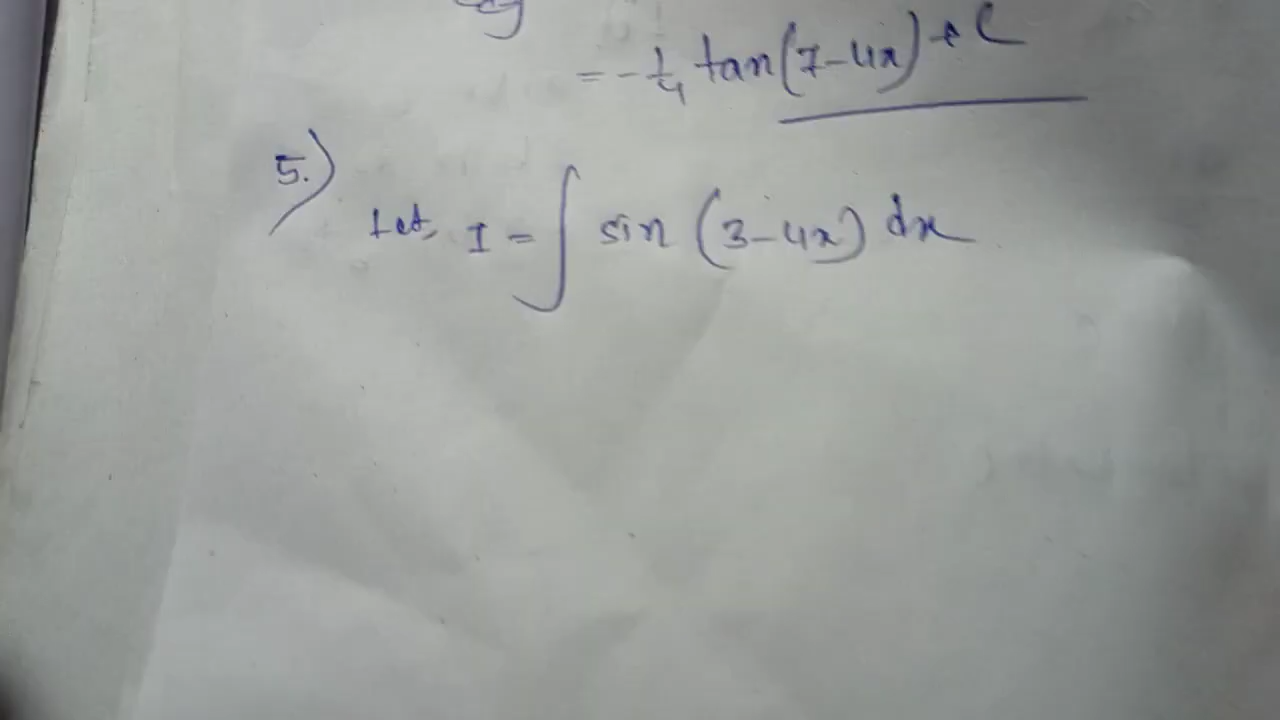 = -1/4 tan(7-4x) + C
5.) Let, I = ∫ sin (3-4x) dx